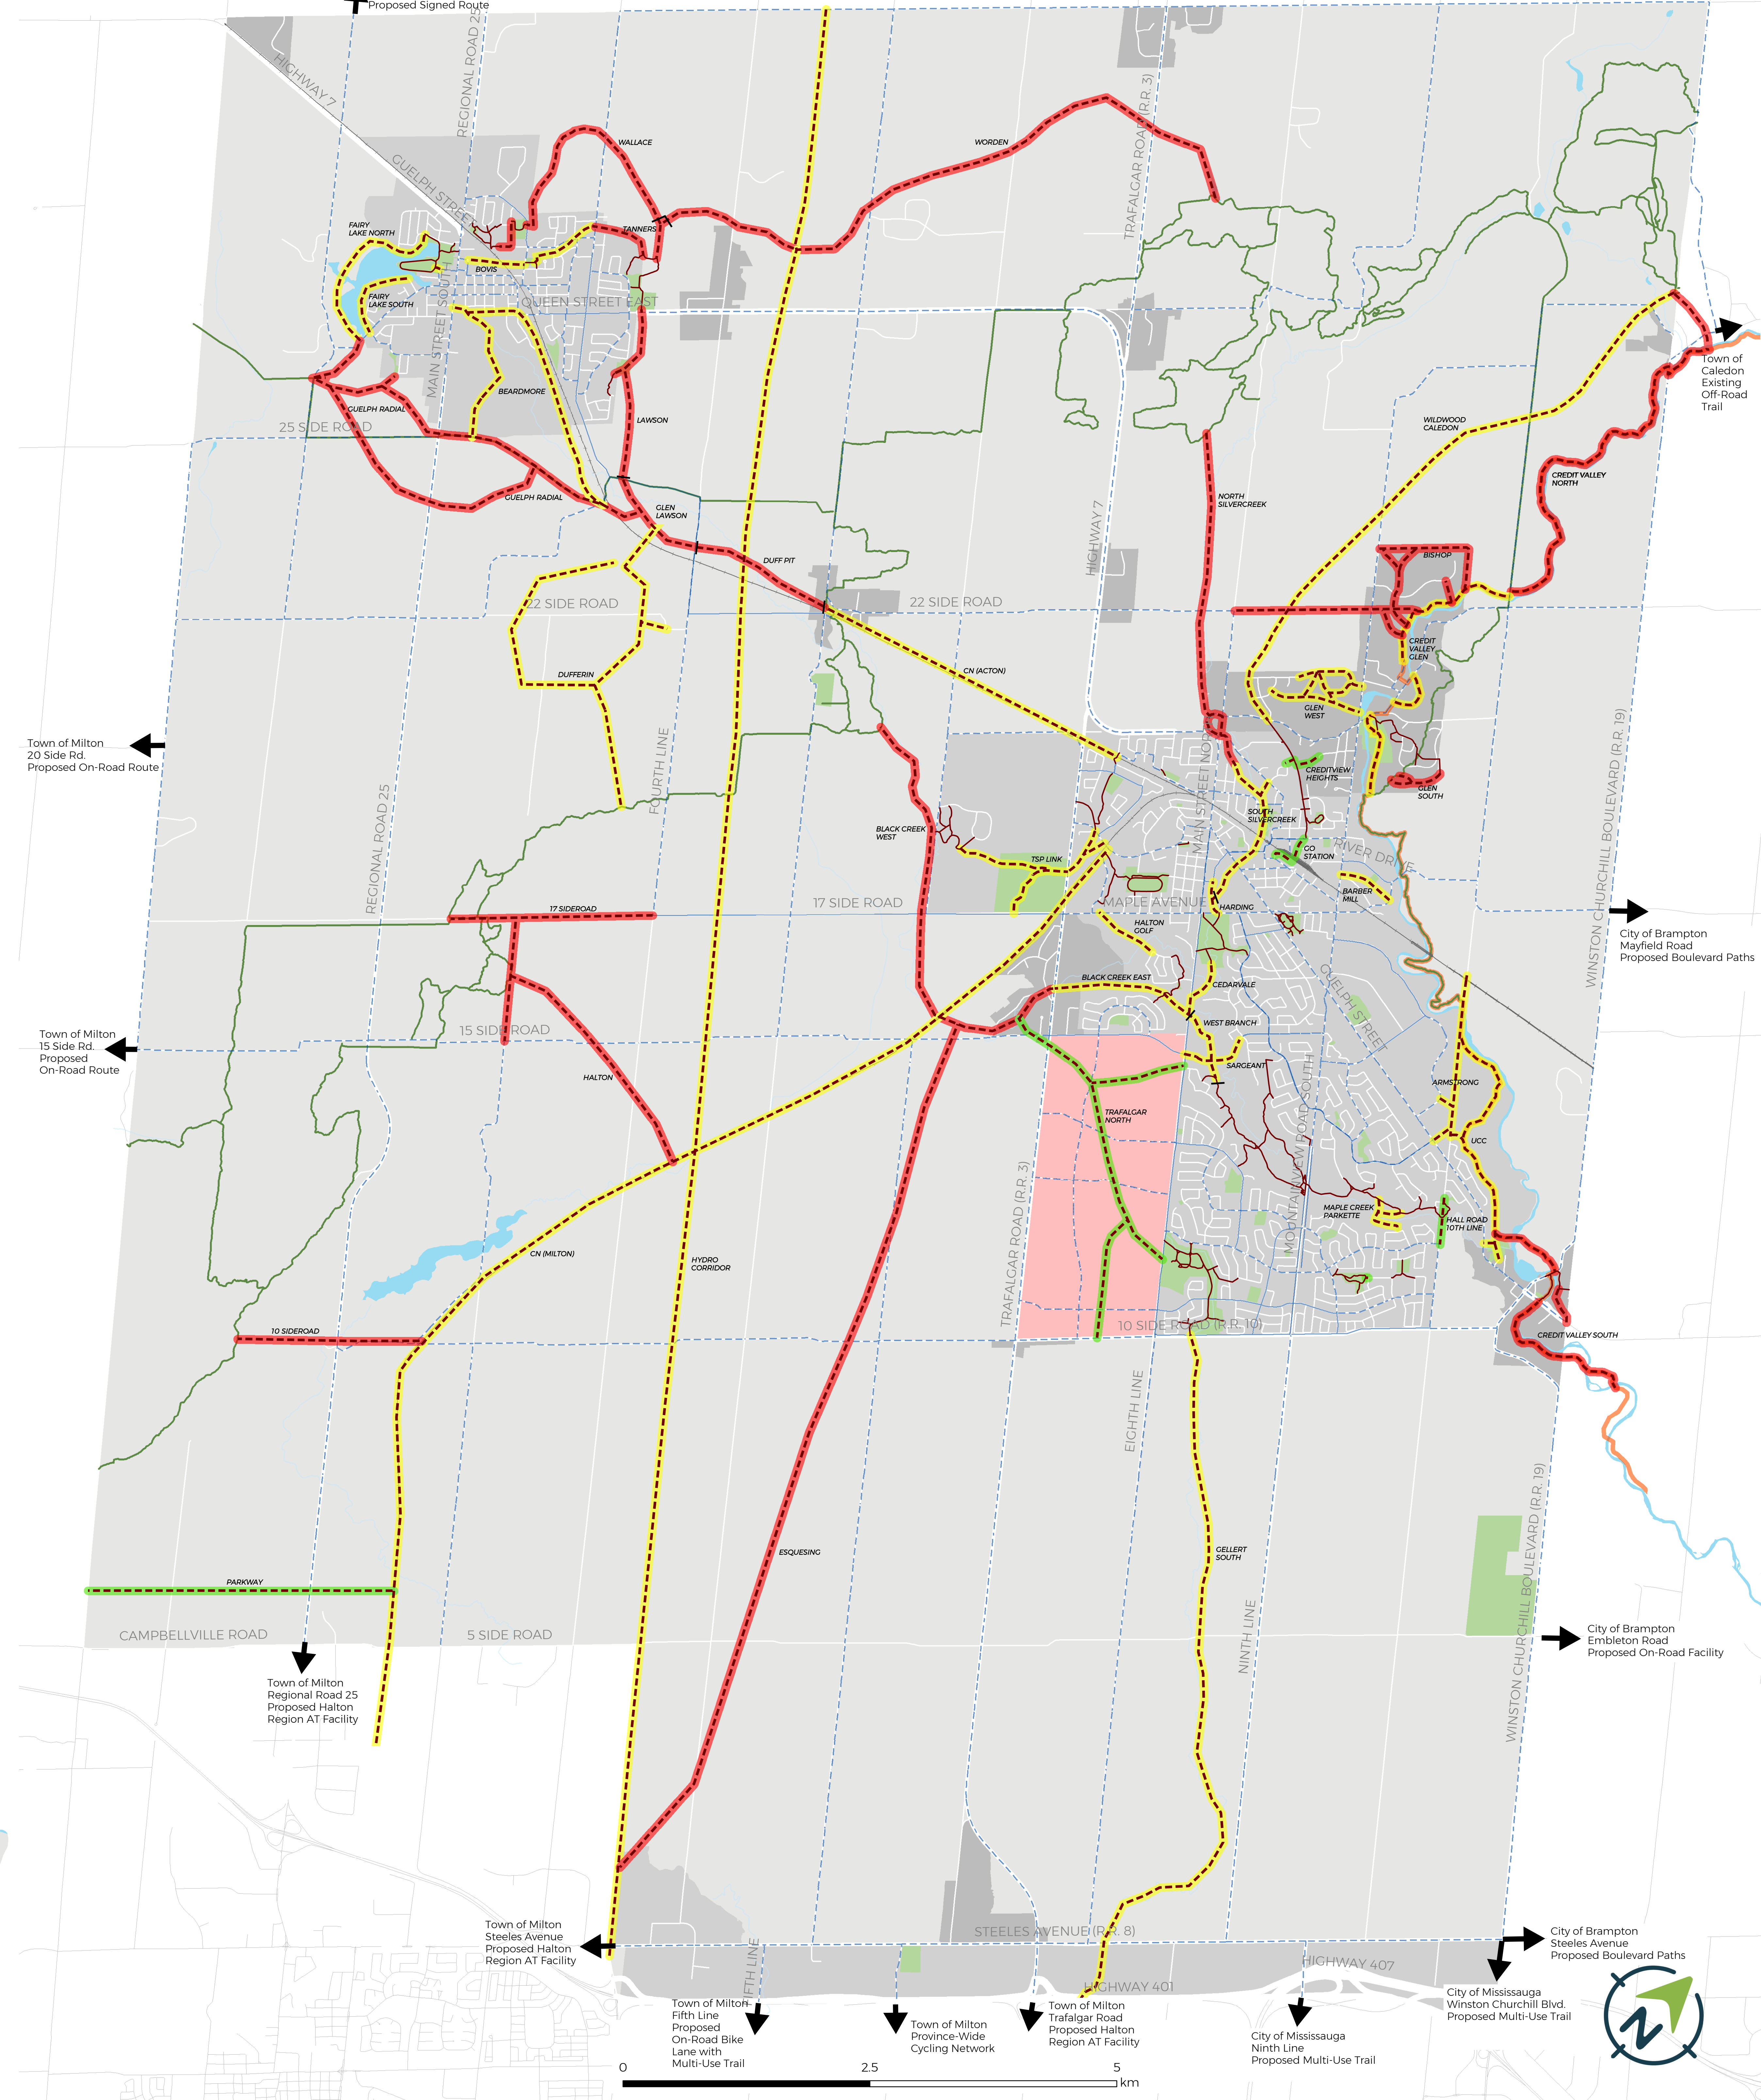 Proposed Signed Route
HIGHWAY 7
REGIONAL ROAD 25
GUELPH STREET
WALLACE
WORDEN
TRAFALGAR ROAD (R.R. 3)
FAIRY
LAKE NORTH
TANNERS
BOVIS
FAIRY
LAKE SOUTH
QUEEN STREET EAST
MAIN STREET SOUTH
Town of
Caledon
Existing
Off-Road
Trail
BEARDMORE
GUELPH RADIAL
25 SIDE ROAD
LAWSON
WILDWOOD
CALEDON
CREDIT VALLEY
NORTH
GUELPH RADIAL
GLEN
LAWSON
NORTH
SILVERCREEK
HIGHWAY 7
DUFF PIT
BISHOP
22 SIDE ROAD
22 SIDE ROAD
CREDIT
VALLEY
GLEN
CN (ACTON)
DUFFERIN
GLEN
WEST
Town of Milton
20 Side Rd.
Proposed On-Road Route
FOURTH LINE
MAIN STREET NOR
WINSTON CHURCHILL BOULEVARD (R.R. 19)
CREDITVIEW
HEIGHTS
GLEN
SOUTH
REGIONAL ROAD 25
BLACK CREEK
WEST
SOUTH
SILVERCREEK
GO
STATION
RIVER DRIVE
TSP LINK
BARBER
MILL
17 SIDEROAD
17 SIDE ROAD
MAPLE AVENUE
HARDING
HALTON
GOLF
City of Brampton
Mayfield Road
Proposed Boulevard Paths
BLACK CREEK EAST
CEDARVALE
GUELPH STREET
WEST BRANCH
15 SIDE ROAD
Town of Milton
15 Side Rd.
Proposed
On-Road Route
HALTON
SARGEANT
ARMSTRONG
TRAFALGAR
NORTH
UCC
MOUNTAINVIEW ROAD SOUTH
TRAFALGAR ROAD (R.R. 3)
MAPLE CREEK
PARKETTE
HALL ROAD
10TH LINE
CN (MILTON)
HYDRO
CORRIDOR
10 SIDEROAD
10 SIDE ROAD (R.R. 10)
CREDIT VALLEY SOUTH
EIGHTH LINE
ESQUESING
GELLERT
SOUTH
PARKWAY
CAMPBELLVILLE ROAD
5 SIDE ROAD
NINTH LINE
WINSTON CHURCHILL BOULEVARD (R.R. 19)
City of Brampton
Embleton Road
Proposed On-Road Facility
Town of Milton
Regional Road 25
Proposed Halton
Region AT Facility
Town of Milton
Steeles Avenue
Proposed Halton
Region AT Facility
STEELES AVENUE (R.R. 8)
City of Brampton
Steeles Avenue
Proposed Boulevard Paths
FIFTH LINE
HIGHWAY 401
HIGHWAY 407
Town of Milton
Fifth Line
Proposed
On-Road Bike
Lane with
Multi-Use Trail
Town of Milton
Province-Wide
Cycling Network
Town of Milton
Trafalgar Road
Proposed Halton
Region AT Facility
City of Mississauga
Ninth Line
Proposed Multi-Use Trail
City of Mississauga
Winston Churchill Blvd.
Proposed Multi-Use Trail
N
0 2.5 5
km